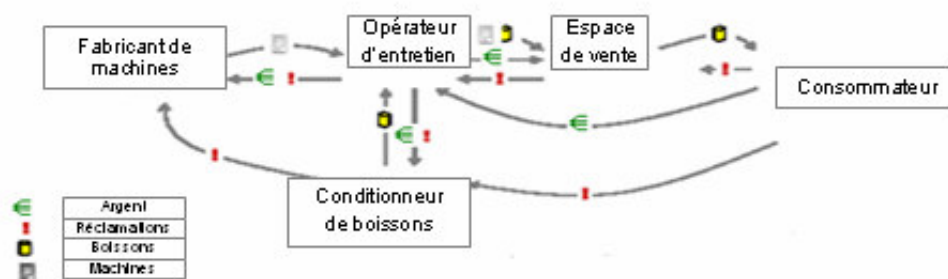 Fabricant de
machines
Opérateur
d'entretien
Espace
de vente
Consommateur
Conditionneur
de boissons
Argent
Réclamations
Boissons
Machines